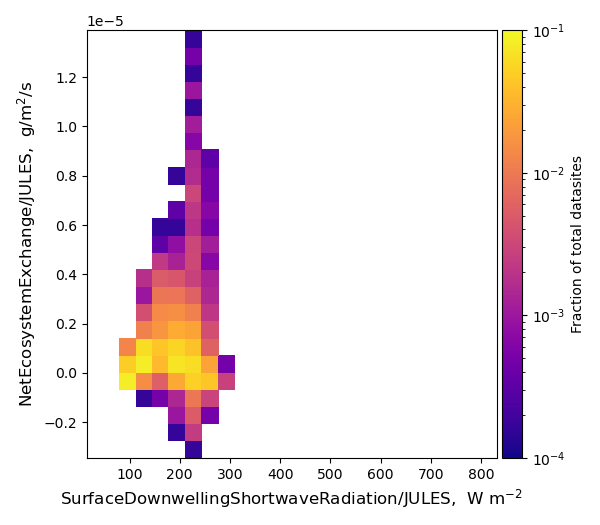 1e−5
1.2
1.0
0.8
0.6
0.4
0.2
0.0
−0.2
NetEcosystemExchange/JULES,  g/m²/s
100 200 300 400 500 600 700 800
SurfaceDownwellingShortwaveRadiation/JULES,  W m⁻²
10⁻¹
10⁻²
10⁻³
10⁻⁴
Fraction of total datasites